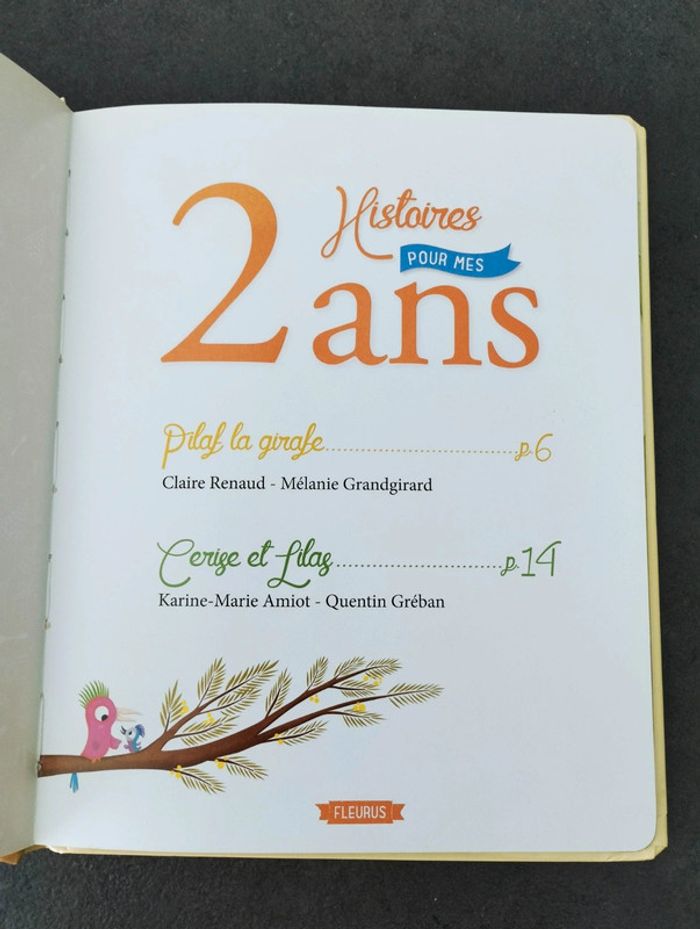 2 Histoires
POUR MES
ans
Pilaf la girafe.......................................p.6
Claire Renaud - Mélanie Grandgirard
Cerise et Lilas..................................p.14
Karine-Marie Amiot - Quentin Gréban
FLEURUS